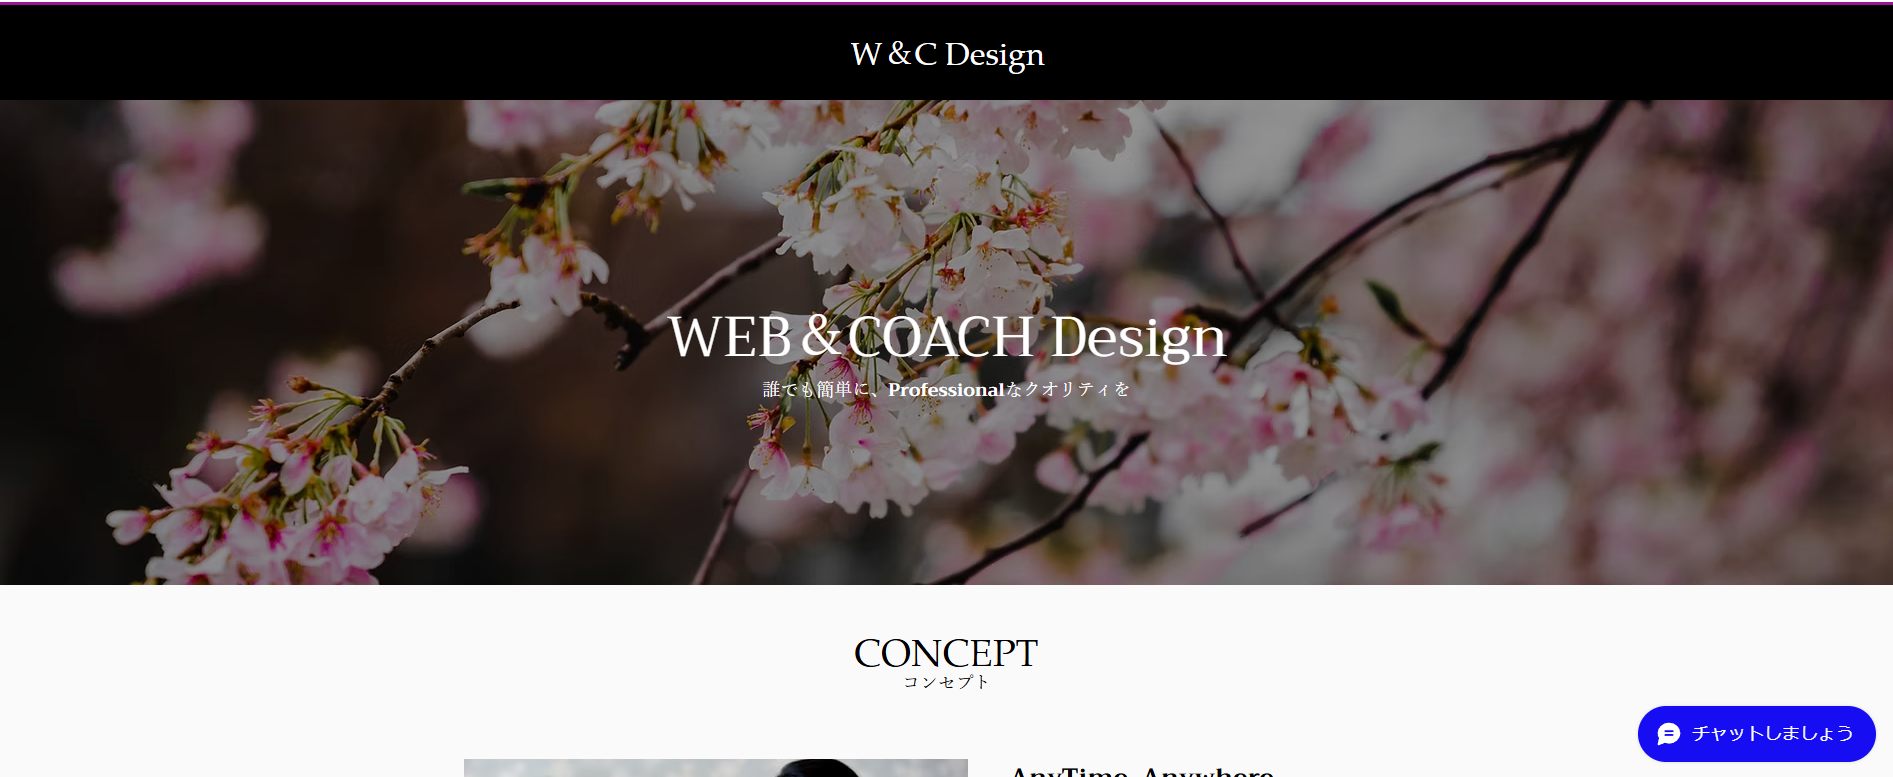 W＆C Design
WEB＆COACH Design
誰でも簡単に、Professionalなクオリティを
CONCEPT
コンセプト
AnyTime, Anywhere
チャットしましょう